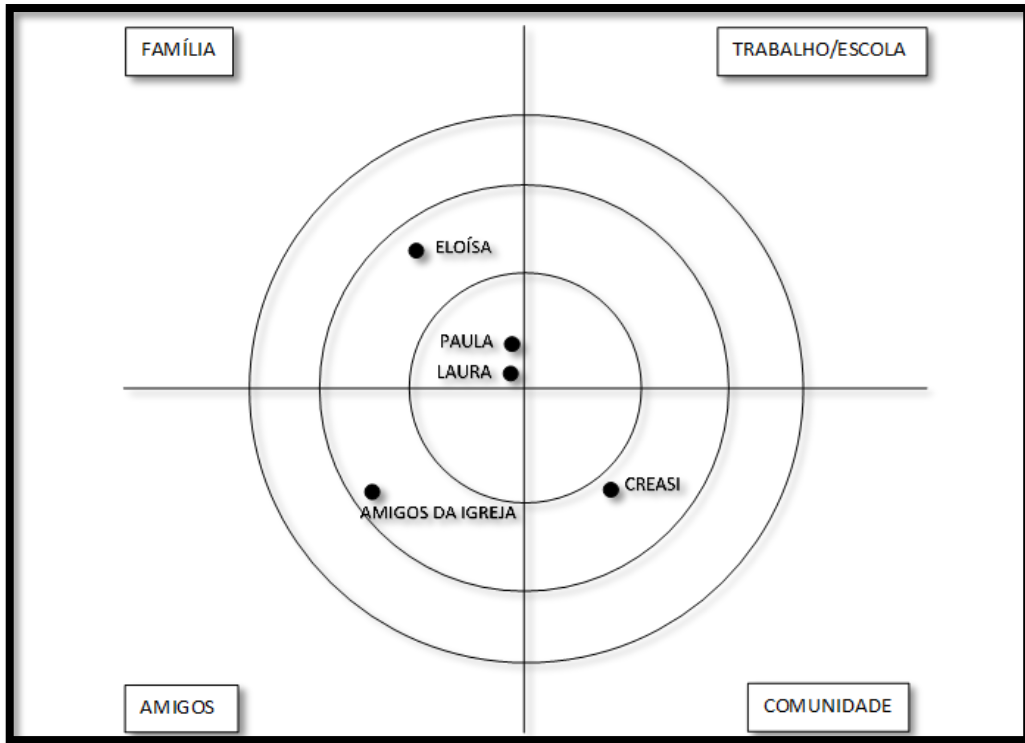 FAMÍLIA
TRABALHO/ESCOLA
ELOÍSA
PAULA
LAURA
CREASI
AMIGOS DA IGREJA
AMIGOS
COMUNIDADE